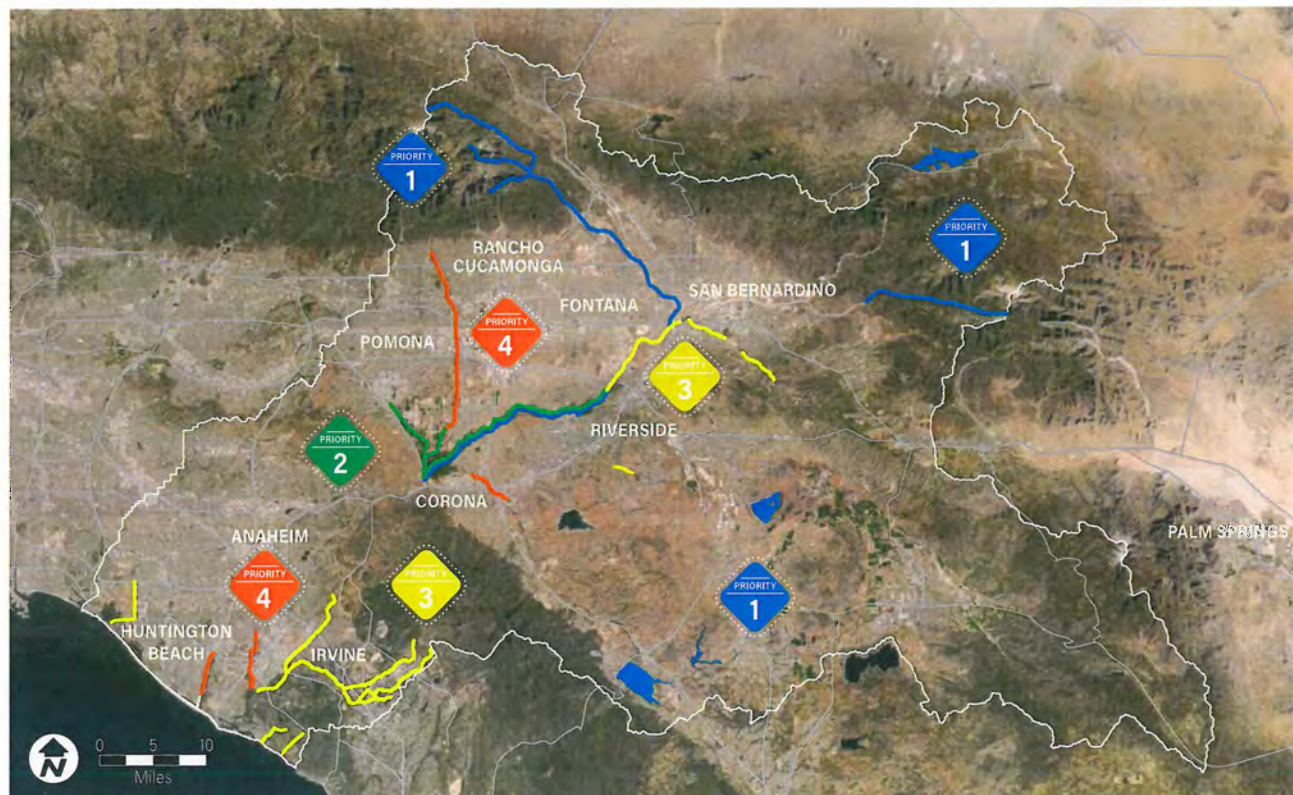 PRIORITY
1
PRIORITY
1
RANCHO
CUCAMONGA
SAN BERNARDINO
FONTANA
PRIORITY
4
POMONA
PRIORITY
3
RIVERSIDE
PRIORITY
2
CORONA
PALM SPRINGS
ANAHEIM
PRIORITY
4
PRIORITY
3
PRIORITY
1
HUNTINGTON
BEACH
IRVINE
N
0 5 10
Miles